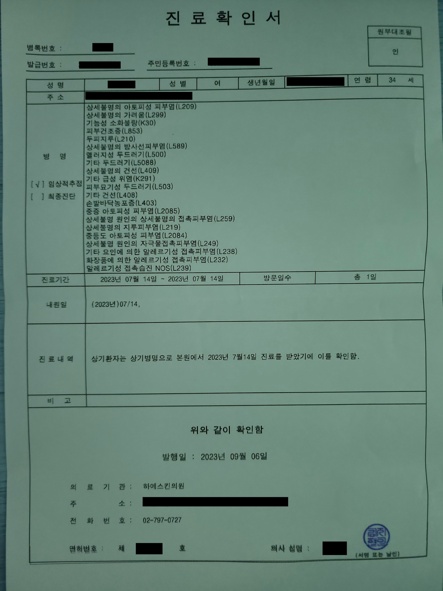 진 료 확 인 서
원부대조필
인
병록번호 :
발급번호 :
주민등록번호 :
성 명
성 별
여
생년월일
연 령
34 세
주 소
병 명
[√] 임상적추정
[ ] 최종진단
상세불명의 아토피성 피부염(L209)
상세불명의 가려움(L299)
기능성 소화불량(K30)
피부건조증(L853)
두피지루(L210)
상세불명의 방사선피부염(L589)
알러지성 두드러기(L500)
기타 두드러기(L5088)
상세불명의 건선(L409)
기타 급성 위염(K291)
피부묘기성 두드러기(L503)
기타 건선(L408)
손발바닥농포증(L403)
중증 아토피성 피부염(L2085)
상세불명 원인의 상세불명의 접촉피부염(L259)
상세불명의 지루피부염(L219)
중등도 아토피성 피부염(L2084)
상세불명 원인의 자극물접촉피부염(L249)
기타 요인에 의한 알레르기성 접촉피부염(L238)
화장품에 의한 알레르기성 접촉피부염(L232)
알레르기성 접촉습진 NOS(L239)
진료기간
2023년 07월 14일 ~ 2023년 07월 14일
방문일수
총 1일
내원일
(2023년)07/14,
진 료 내 역
상기환자는 상기병명으로 본원에서 2023년 7월14일 진료를 받았기에 이를 확인함.
비 고
위와 같이 확인함
발행일 : 2023년 09월 06일
의 료 기 관 : 하예스킨의원
주 소 :
전 화 번 호 : 02-797-0727
면허번호 : 제 호
의사 성명 :
(서명 또는 날인)